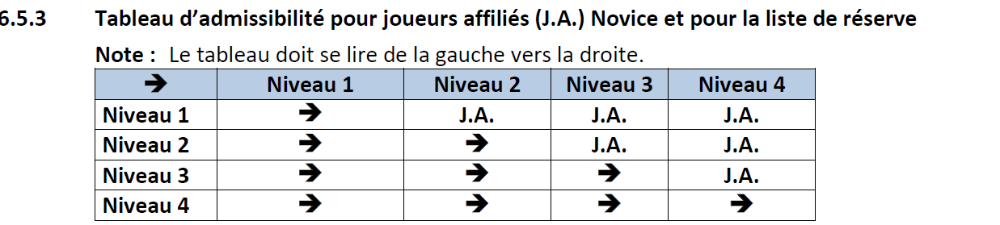 6.5.3 Tableau d’admissibilité pour joueurs affiliés (J.A.) Novice et pour la liste de réserve
Note : Le tableau doit se lire de la gauche vers la droite.
➔ Niveau 1 Niveau 2 Niveau 3 Niveau 4
Niveau 1 ➔ J.A. J.A. J.A.
Niveau 2 ➔ ➔ J.A. J.A.
Niveau 3 ➔ ➔ ➔ J.A.
Niveau 4 ➔ ➔ ➔ ➔